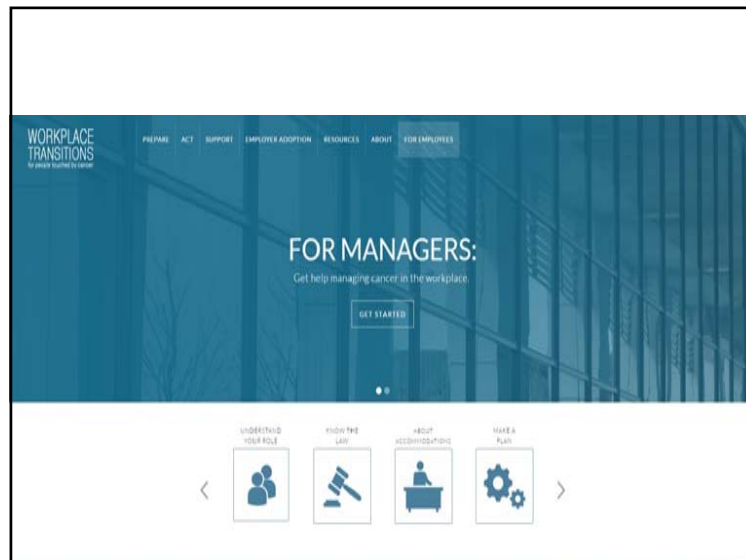 WORKPLACE
TRANSITIONS
for people touched by cancer
PREPARE ACT SUPPORT EMPLOYER ADOPTION RESOURCES ABOUT FOR EMPLOYEES
FOR MANAGERS:
Get help managing cancer in the workplace.
GET STARTED
UNDERSTAND
YOUR ROLE
KNOW THE
LAW
ABOUT
ACCOMMODATIONS
MAKE A
PLAN